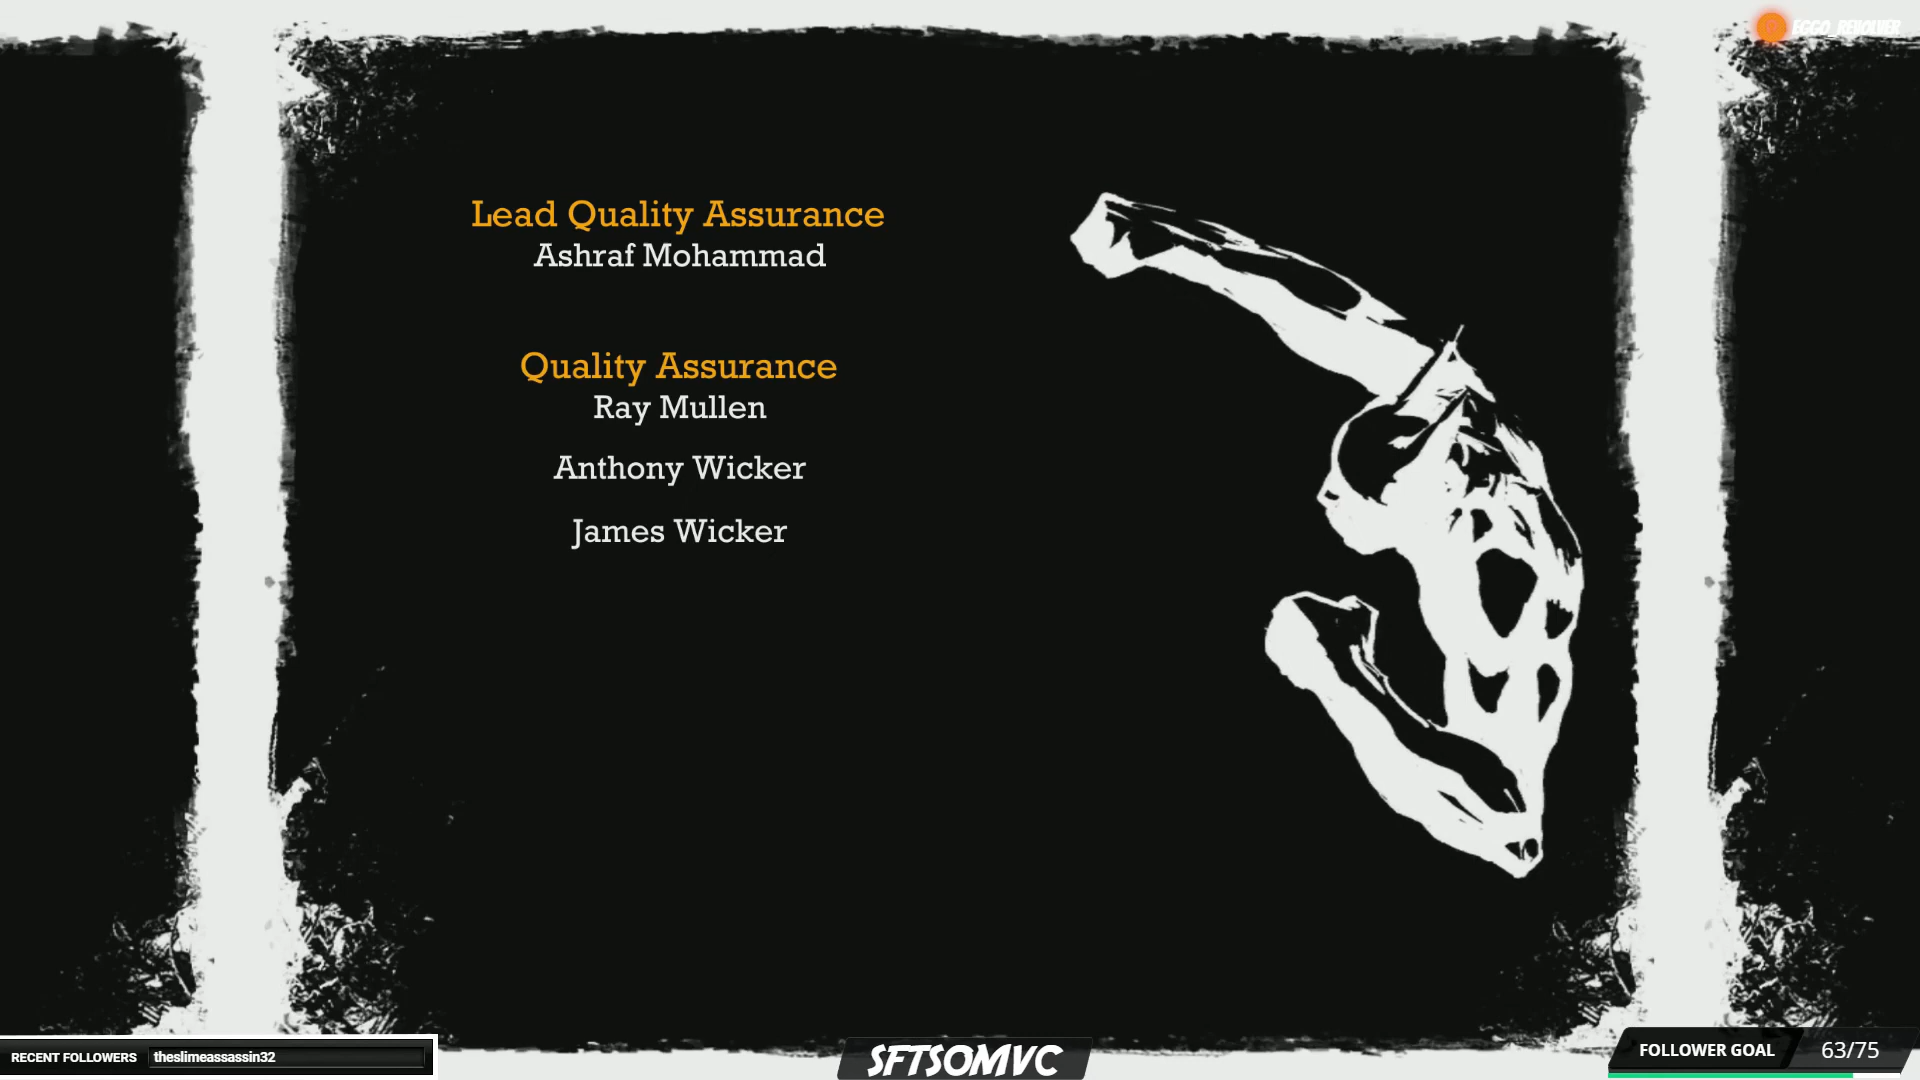 ECCO_REVOLVER
Lead Quality Assurance
Ashraf Mohammad
Quality Assurance
Ray Mullen
Anthony Wicker
James Wicker
RECENT FOLLOWERS theslimeassassin32
SFTSOMVC
FOLLOWER GOAL 63/75